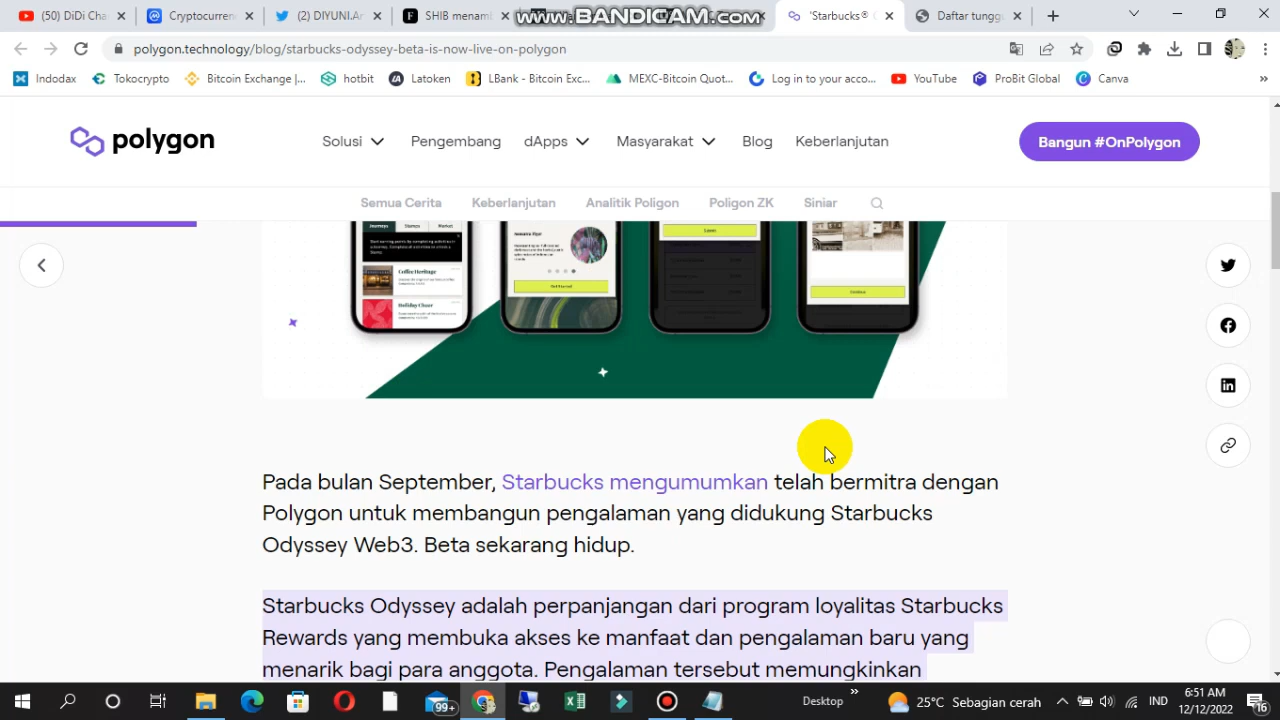 (50) DiDi Cha
Cryptocurren
(2) DIYUNI.Ar
SHIB menam
www.BANDICAM.com
'Starbucks®
Daftar tungg
polygon.technology/blog/starbucks-odyssey-beta-is-now-live-on-polygon
Indodax
Tokocrypto
Bitcoin Exchange |...
hotbit
Latoken
LBank - Bitcoin Exc...
MEXC-Bitcoin Quot...
Log in to your acco...
YouTube
ProBit Global
Canva
»
polygon
Solusi
Pengembang
dApps
Masyarakat
Blog
Keberlanjutan
Bangun #OnPolygon
Semua Cerita
Keberlanjutan
Analitik Poligon
Poligon ZK
Siniar
Coffee Heritage
Holiday Cheer
Pada bulan September, Starbucks mengumumkan telah bermitra dengan
Polygon untuk membangun pengalaman yang didukung Starbucks
Odyssey Web3. Beta sekarang hidup.
Starbucks Odyssey adalah perpanjangan dari program loyalitas Starbucks
Rewards yang membuka akses ke manfaat dan pengalaman baru yang
menarik bagi para anggota. Pengalaman tersebut memungkinkan
99+
Desktop
»
25°C Sebagian cerah
IND
6:51 AM
12/12/2022
16